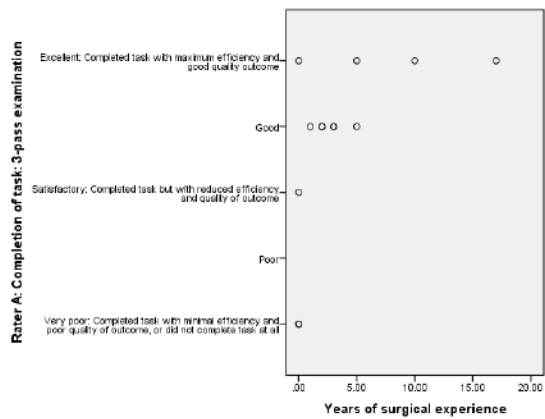 Rater A: Completion of task: 3-pass examination
Excellent: Completed task with maximum efficiency and
good quality outcome
Good
Satisfactory: Completed task but with reduced efficiency
and quality of outcome
Poor
Very poor: Completed task with minimal efficiency and
poor quality of outcome, or did not complete task at all
.00
5.00
10.00
15.00
20.00
Years of surgical experience